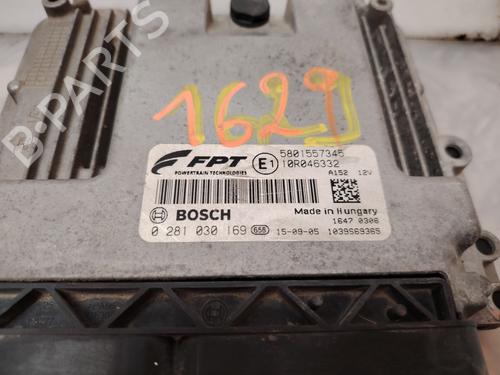 1629
FPT
POWERTRAIN TECHNOLOGIES
E1
5801557345
10R046332
A152 12V
BOSCH
Made in Hungary
1647 0306
0 281 030 169 658 15-09-05 1039S69365
B-PARTS